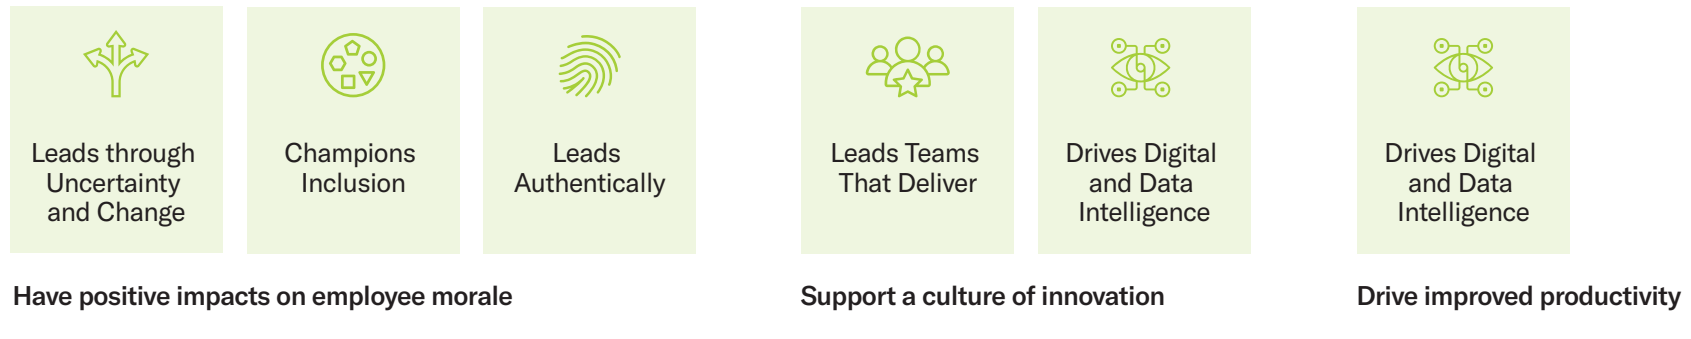 Leads through
Uncertainty
and Change
Champions
Inclusion
Leads
Authentically
Have positive impacts on employee morale
Leads Teams
That Deliver
Drives Digital
and Data
Intelligence
Support a culture of innovation
Drives Digital
and Data
Intelligence
Drive improved productivity